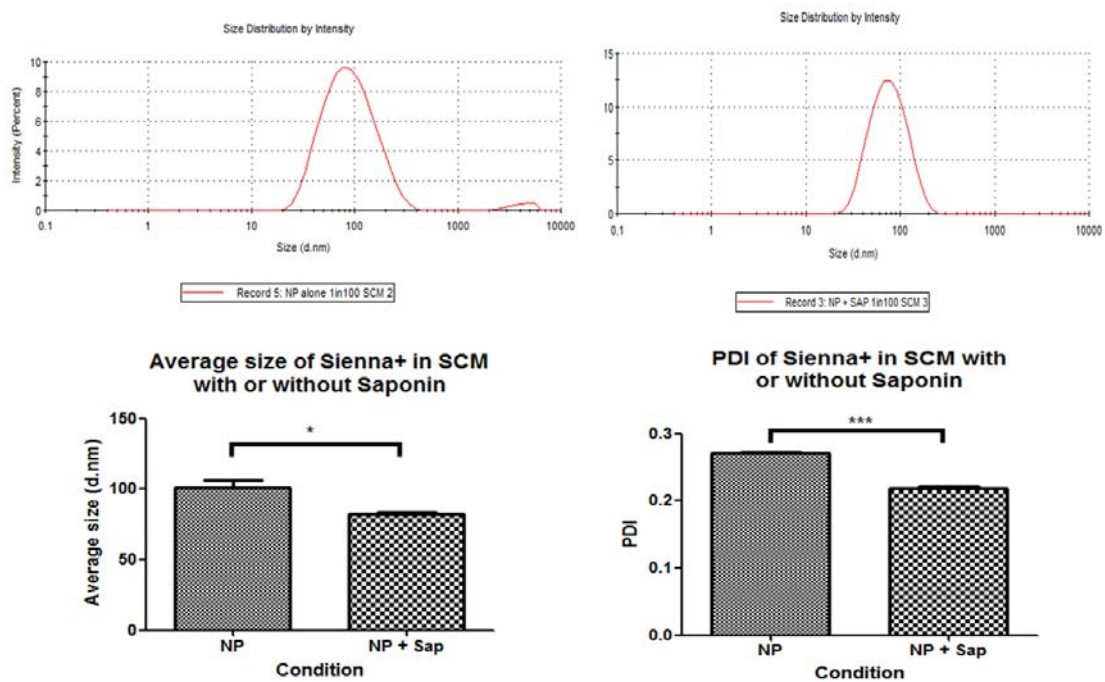 Size Distribution by Intensity
Intensity (Percent)
10
8
6
4
2
0
0.1
1
10
100
1000
10000
Size (d.nm)
Record 5: NP alone 1in100 SCM 2
Size Distribution by Intensity
15
10
5
0
0.1
1
10
100
1000
10000
Size (d.nm)
Record 3: NP + SAP 1in100 SCM 3
Average size of Sienna+ in SCM
with or without Saponin
Average size (d.nm)
150
100
50
0
*
NP
NP + Sap
Condition
PDI of Sienna+ in SCM with
or without Saponin
PDI
0.3
0.2
0.1
0.0
***
NP
NP + Sap
Condition